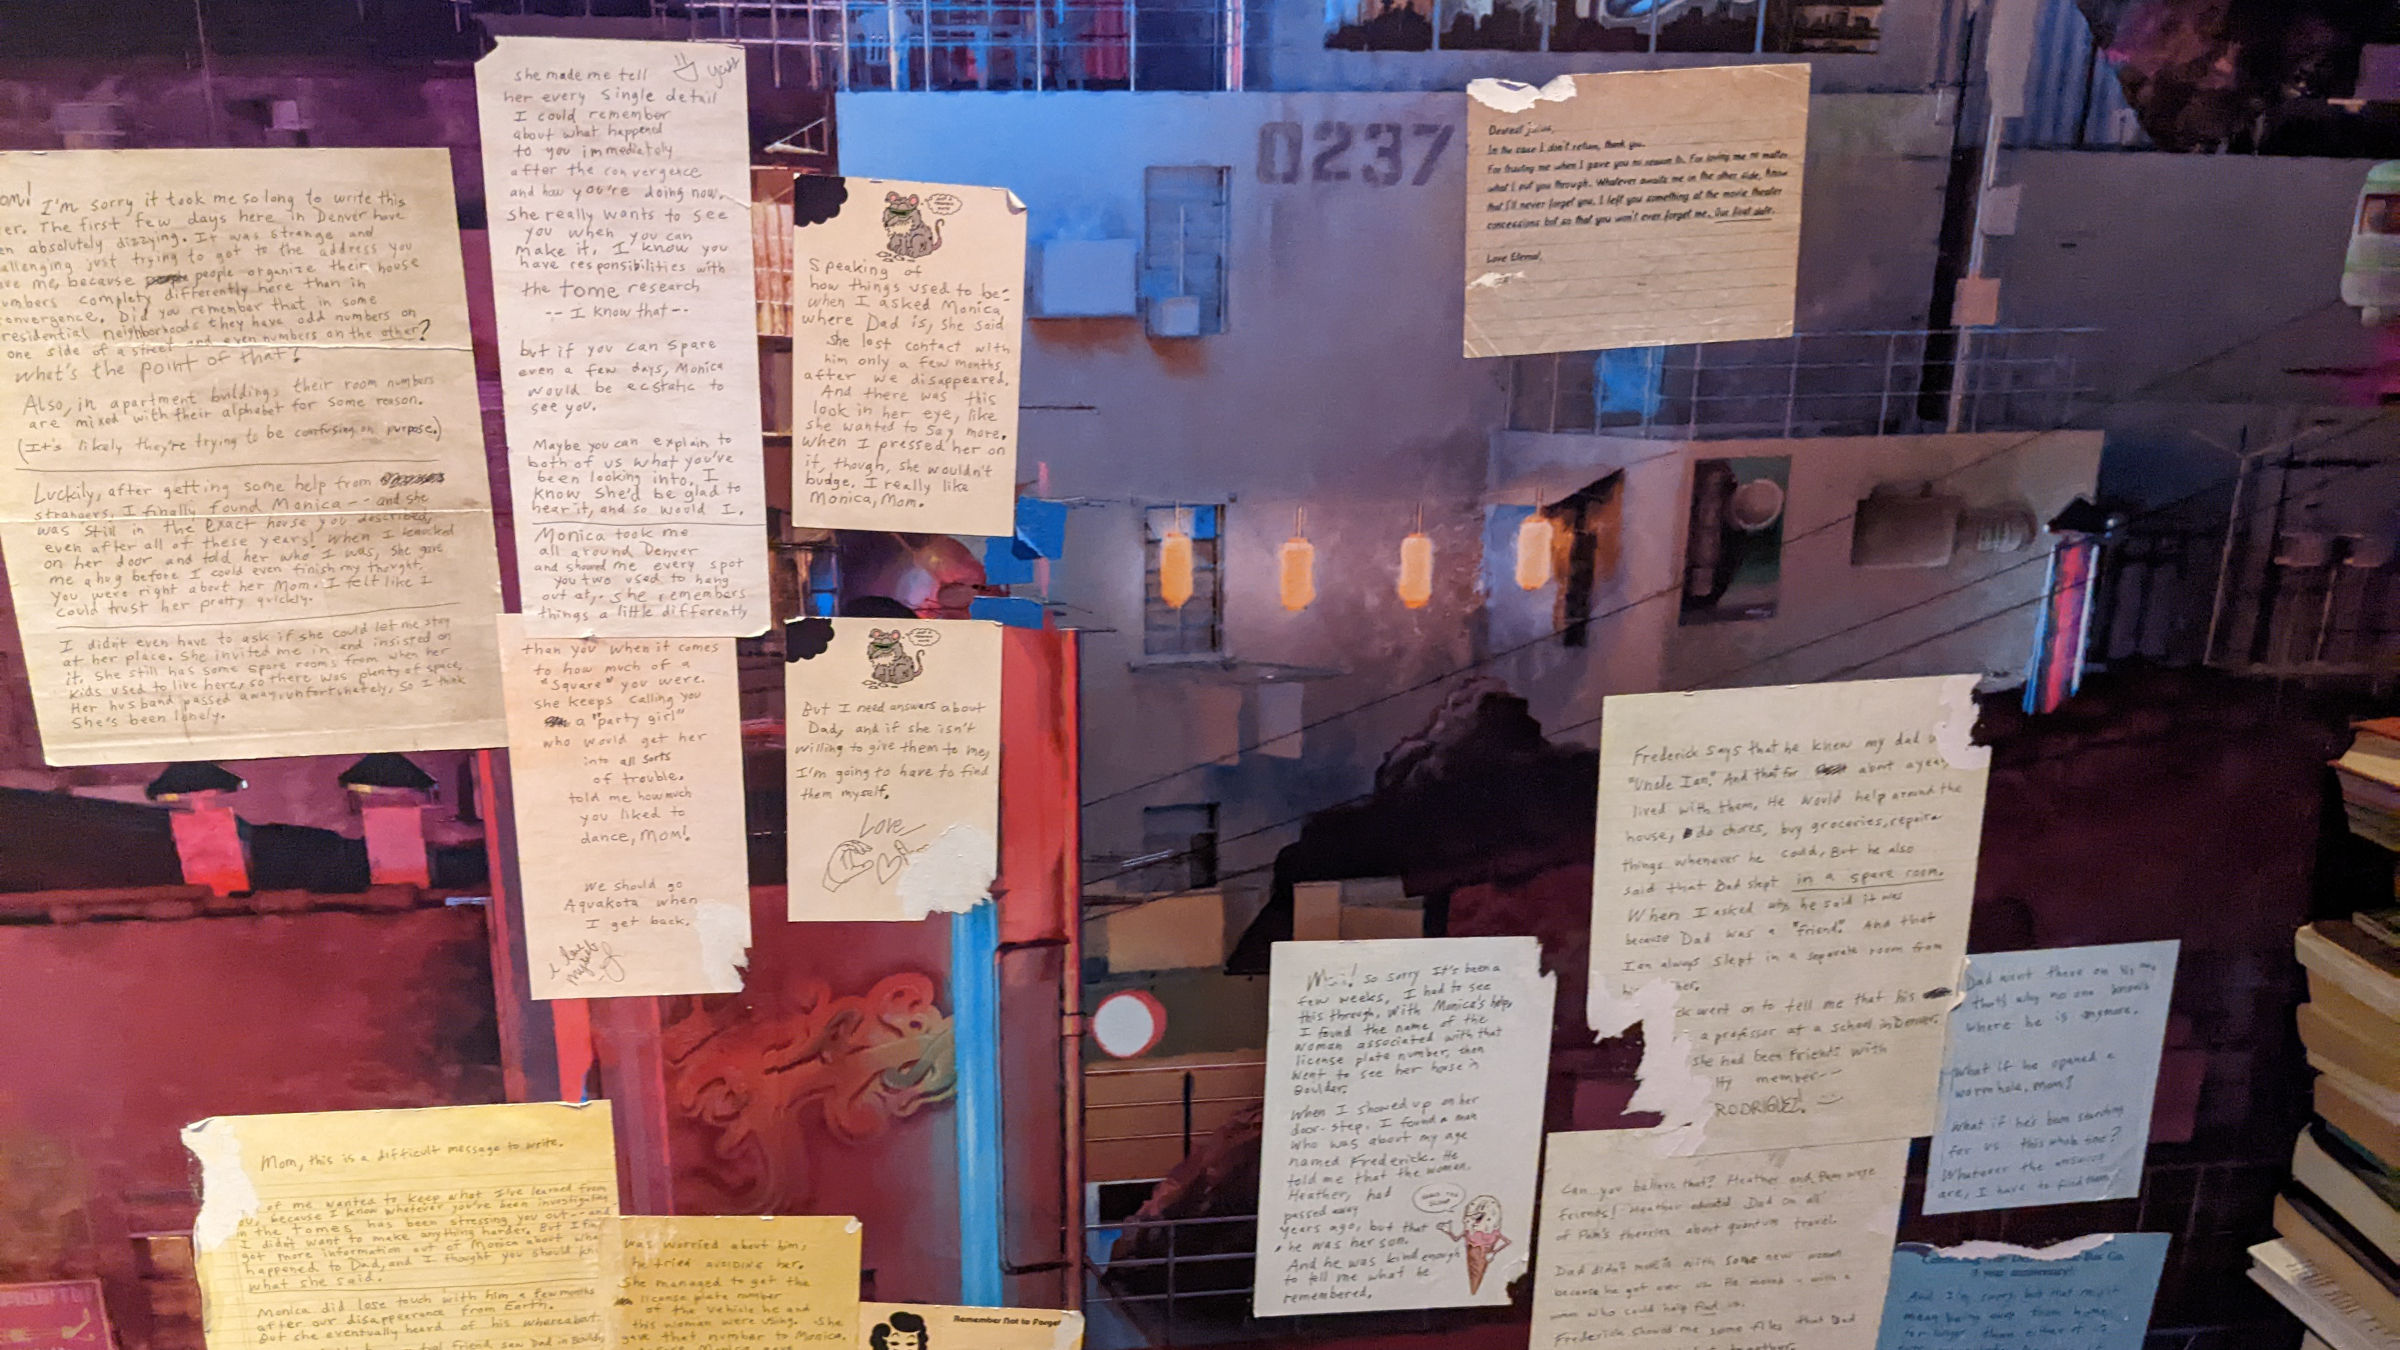 I'm sorry it took me so long to write this
The first few days here in Denver have
absolutely dizzying. It was strange and
just trying to got to the address you
me, because people organize their house
complety differently here than in
Did you remember that in some
residential neighborhoods they have odd numbers on
one side of a street and even numbers on the other?
what's the point of that!
Also, in apartment buildings their room numbers
are mixed with their alphabet for some reason.
(It's likely they're trying to be confusing on purpose.)
Luckily, after getting some help from
strangers, I finally found Monica -- and she
was still in the exact house you described,
even after all of these years! When I knocked
on her door and told her who I was, she gave
me a hug before I could even finish my thought.
You were right about her Mom. I felt like I
could trust her pretty quickly.
I didn't even have to ask if she could let me stay
at her place. She invited me in and insisted on
it. She still has some spare rooms from when her
kids used to live here, so there was plenty of space.
Her husband passed away, unfortunately, so I think
She's been lonely.
she made me tell
her every single detail
I could remember
about what happened
to you immediately
after the convergence
and how you're doing now.
she really wants to see
you when you can
make it. I know you
have responsibilities with
the tome research
-- I know that --
but if you can spare
even a few days, Monica
would be ecstatic to
see you.
Maybe you can explain to
both of us what you've
been looking into. I
know she'd be glad to
hear it, and so would I.
Monica took me
all around Denver
and showed me every spot
you two used to hang
out at. She remembers
things a little differently
than you when it comes
to how much of a
"square" you were.
she keeps calling you
a "party girl"
who would get her
into all sorts
of trouble.
told me how much
you liked to
dance, Mom!
We should go
Aquakota when
I get back.
Speaking of
how things used to be:
when I asked Monica
where Dad is, she said
She lost contact with
him only a few months
after we disappeared.
And there was this
look in her eye, like
she wanted to say more.
when I pressed her on
it, though, she wouldn't
budge. I really like
Monica, Mom.
But I need answers about
Dad, and if she isn't
willing to give them to me,
I'm going to have to find
them myself.
Love
0237
Dearest
In the case I don't return, thank you.
For trusting me when I gave you no reason to. For loving me no matter
what I put you through. Whatever awaits me in the other side, know
that I'll never forget you. I left you something at the movie theater
concessions bar so that you won't ever forget me. Our first date.
Love Eternal,
Mom, this is a difficult message to write.
of me wanted to keep what I've learned from
you, because I know whatever you've been investigating
in the tomes has been stressing you out -- and
I didn't want to make anything harder. But I
got more information out of Monica about
happened to Dad, and I thought you should
what she said.
Monica did lose touch with him a few months
after our disappearance from Earth.
But she eventually heard of his whereabout
friend saw Dad in
was worried about him,
he tried avoiding her.
She managed to get the
license plate number
of the vehicle he and
this woman were using. She
gave that number to Monica.
Remember Not to Forget
so sorry It's been a
few weeks, I had to see
this through. With Monica's help,
I found the name of the
woman associated with that
license plate number, then
went to see her house in
Boulder.
When I showed up on her
door-step, I found a man
who was about my age
named Frederick. He
told me that the woman,
Heather, had
passed away
years ago, but that
he was her son.
And he was kind enough
to tell me what he
remembered.
Frederick says that he knew my dad
"Uncle Ian." And that for about a year
lived with them. He would help around the
house, do chores, buy groceries, repair
things whenever he could. But he also
said that Dad slept in a spare room.
When I asked why, he said it was
because Dad was a "friend." And that
Ian always slept in a separate room from
went on to tell me that his
a professor at a school in Denver.
She had been friends with
member--
RODRIGUEZ!
Can you believe that? Heather and Pam were
friends! Heather Dad on all
of Pam's theories about quantum travel.
Dad didn't with some new woman
because he got over us. He moved in with a
who could help find us.
Frederick showed me some files that Dad
Dad went there on his own
that's why no one knows
where he is anymore.
What if he opened a
wormhole, Mom?
What if he's been searching
for us this whole time?
Whatever the answers
are, I have to find them.
And I'm sorry, but that might
mean being away from home
for longer than either of us